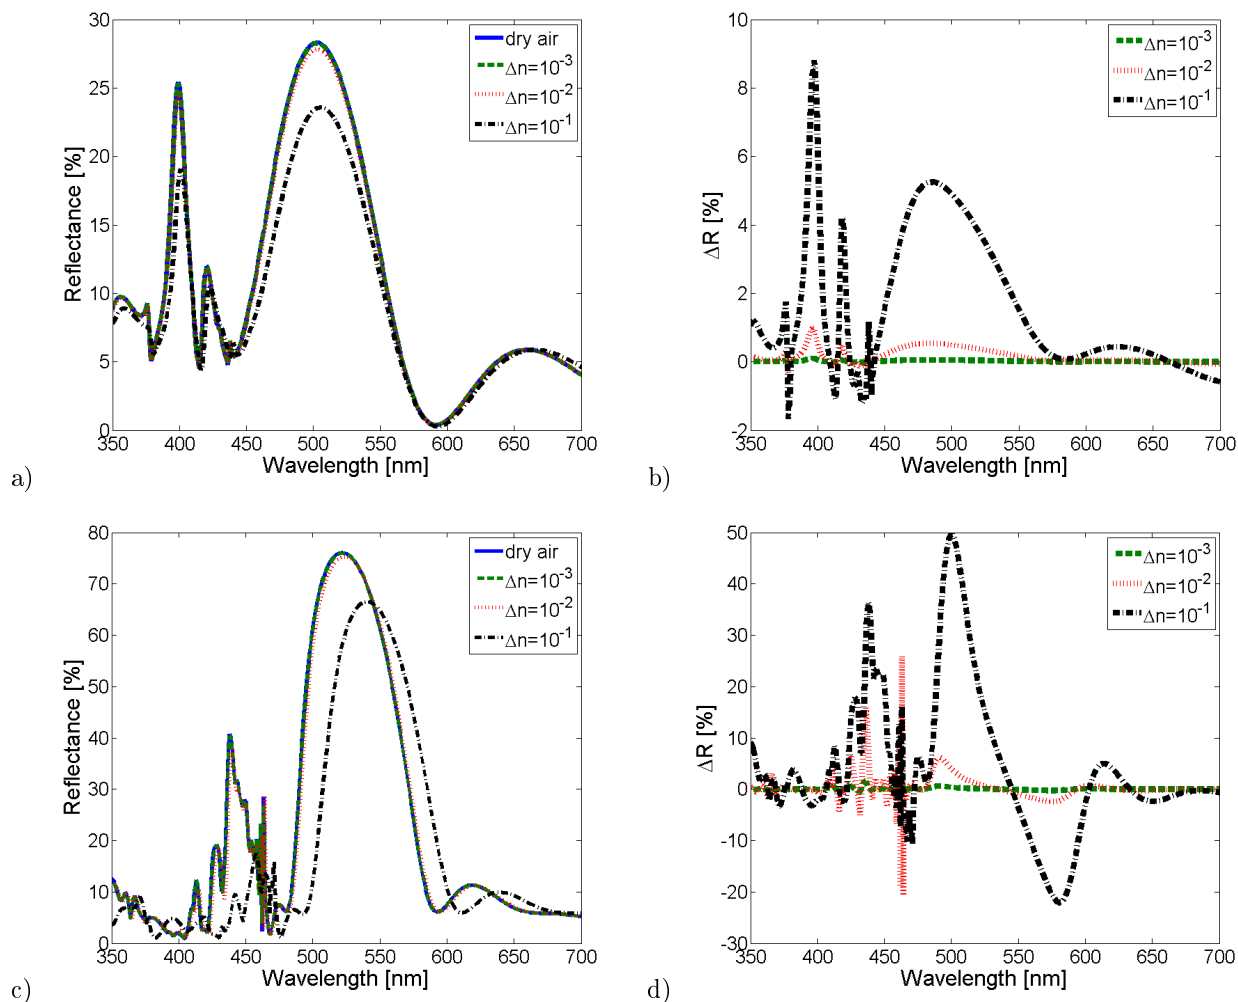 30
25
20
15
10
5
0
350 400 450 500 550 600 650 700
Reflectance [%]
Wavelength [nm]
dry air
Δn=10⁻³
Δn=10⁻²
Δn=10⁻¹
a)
10
8
6
4
2
0
-2
350 400 450 500 550 600 650 700
ΔR [%]
Wavelength [nm]
Δn=10⁻³
Δn=10⁻²
Δn=10⁻¹
b)
80
70
60
50
40
30
20
10
0
350 400 450 500 550 600 650 700
Reflectance [%]
Wavelength [nm]
dry air
Δn=10⁻³
Δn=10⁻²
Δn=10⁻¹
c)
50
40
30
20
10
0
-10
-20
-30
350 400 450 500 550 600 650 700
ΔR [%]
Wavelength [nm]
Δn=10⁻³
Δn=10⁻²
Δn=10⁻¹
d)